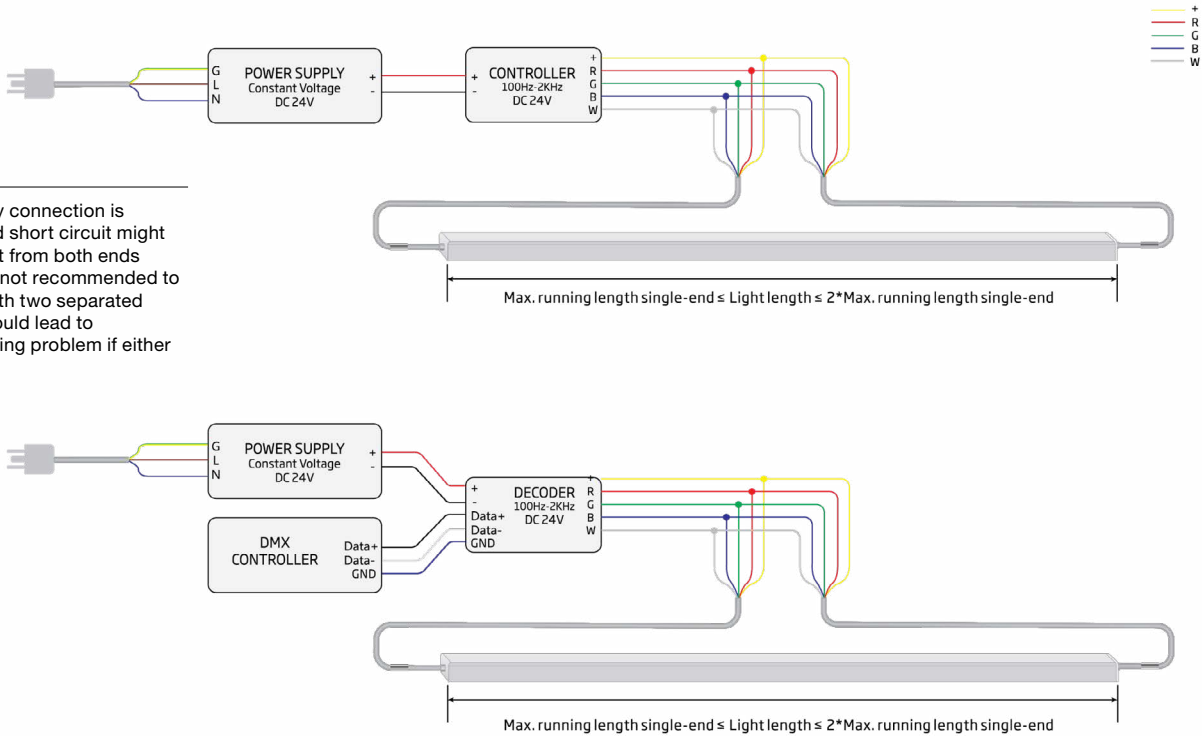 +
R
G
B
W
G
L
N
POWER SUPPLY
Constant Voltage
DC 24V
+
-
+
-
CONTROLLER
100Hz-2KHz
DC 24V
+
R
G
B
W
y connection is
d short circuit might
t from both ends
not recommended to
th two separated
ould lead to
ing problem if either
Max. running length single-end ≤ Light length ≤ 2*Max. running length single-end
G
L
N
POWER SUPPLY
Constant Voltage
DC 24V
+
-
DMX
CONTROLLER
Data+
Data-
GND
+
-
Data+
Data-
GND
DECODER
100Hz-2KHz
DC 24V
+
R
G
B
W
Max. running length single-end ≤ Light length ≤ 2*Max. running length single-end